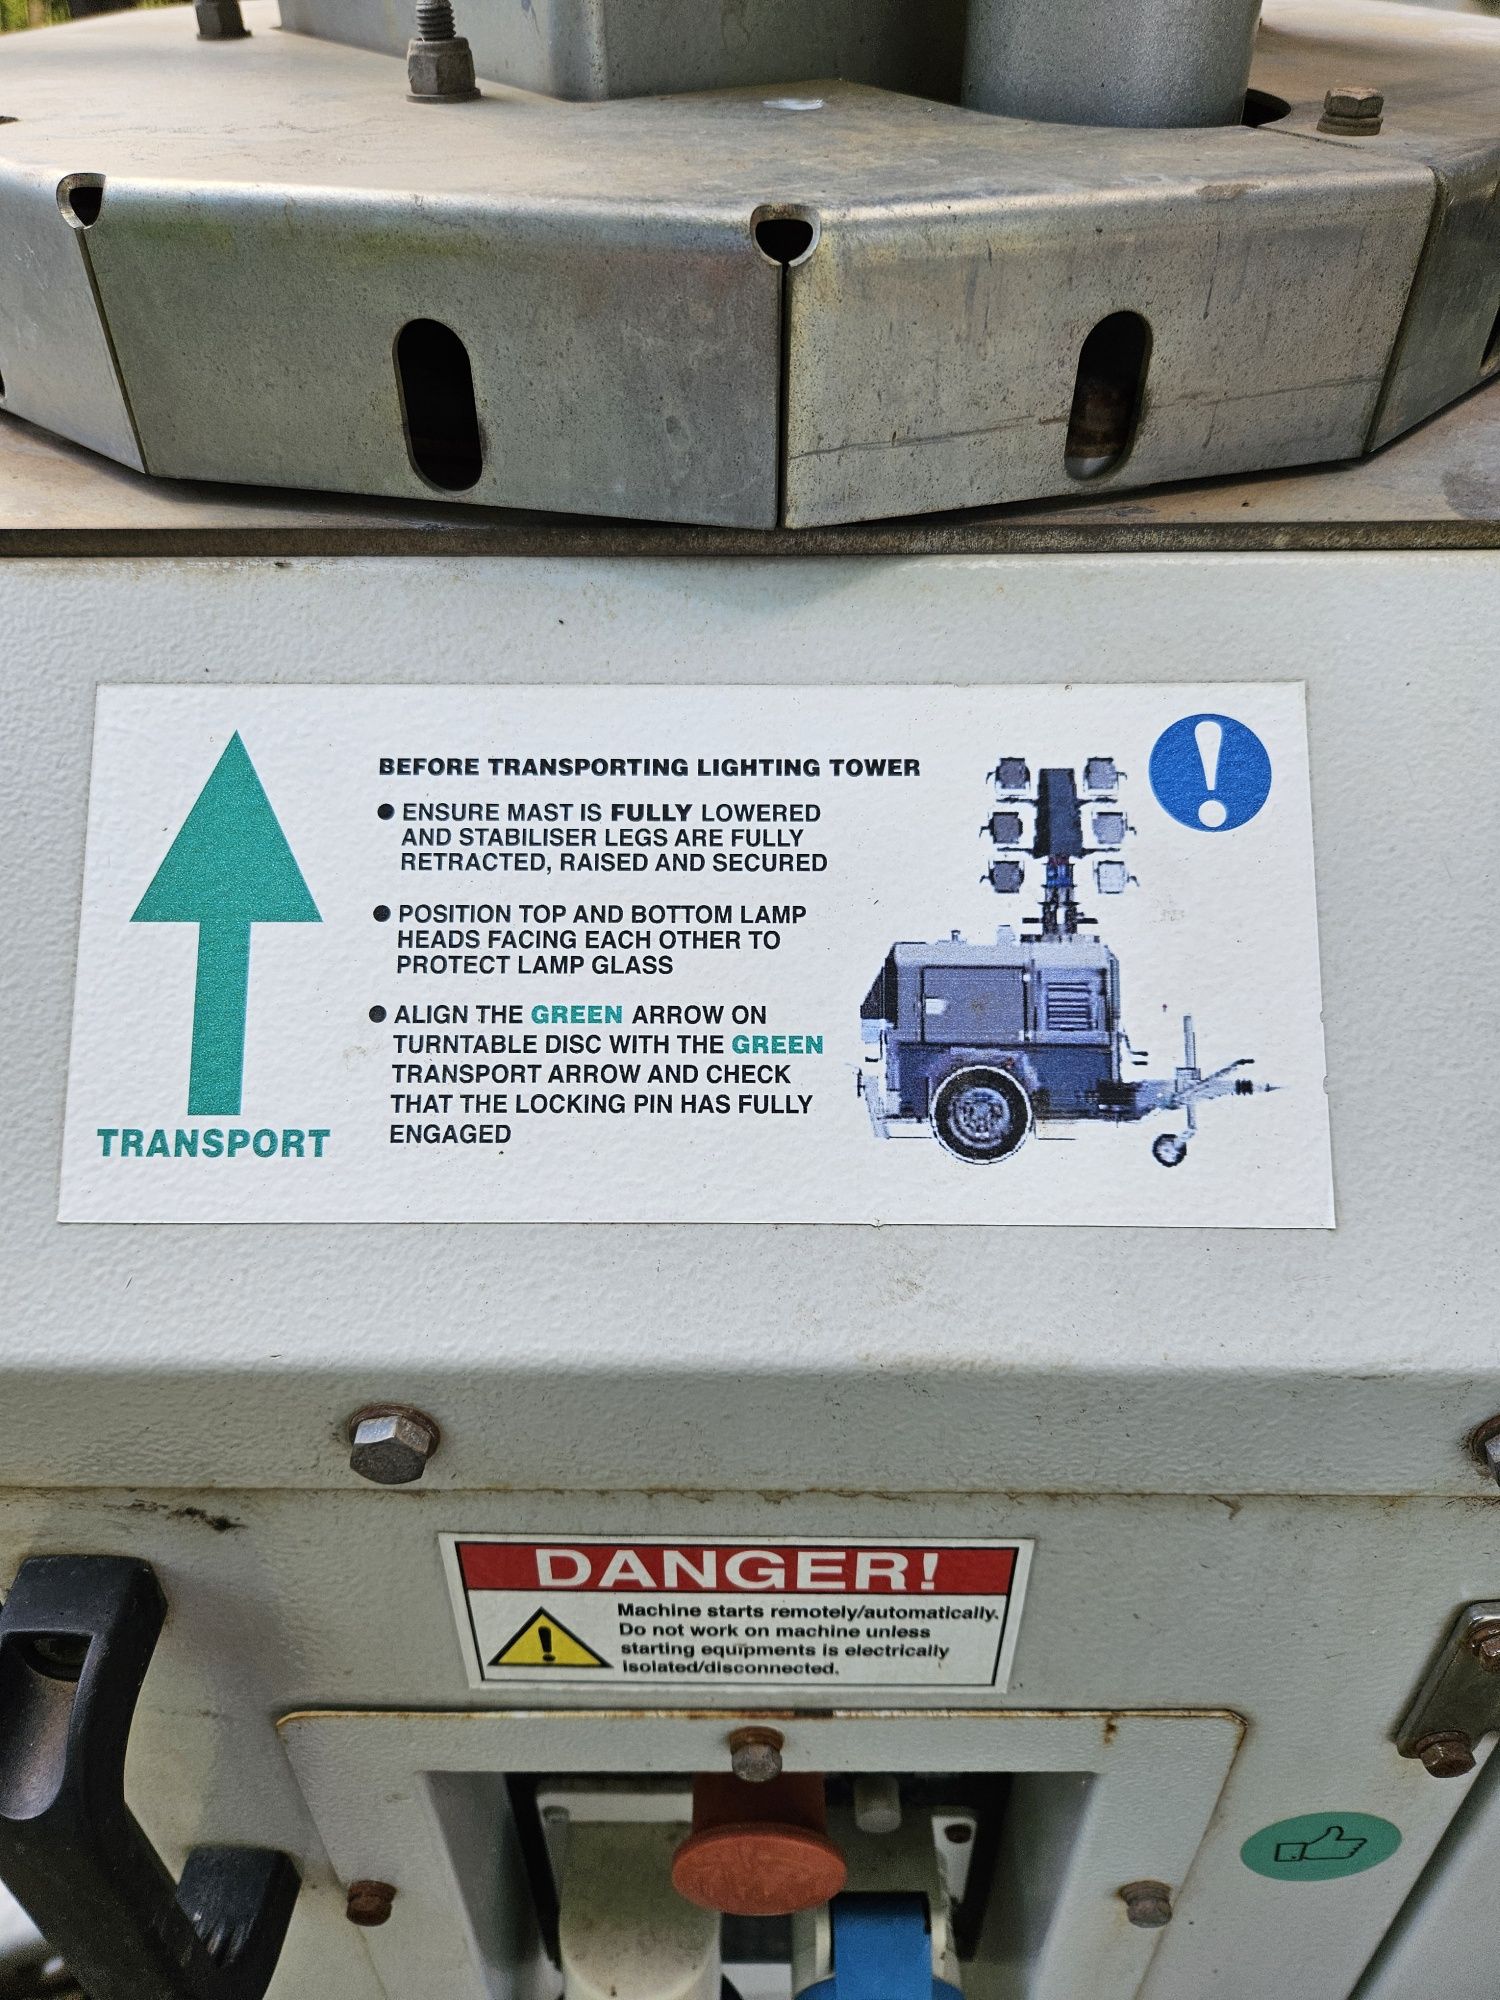 BEFORE TRANSPORTING LIGHTING TOWER
● ENSURE MAST IS FULLY LOWERED
AND STABILISER LEGS ARE FULLY
RETRACTED, RAISED AND SECURED
● POSITION TOP AND BOTTOM LAMP
HEADS FACING EACH OTHER TO
PROTECT LAMP GLASS
● ALIGN THE GREEN ARROW ON
TURNTABLE DISC WITH THE GREEN
TRANSPORT ARROW AND CHECK
THAT THE LOCKING PIN HAS FULLY
ENGAGED
TRANSPORT
DANGER!
Machine starts remotely/automatically.
Do not work on machine unless
starting equipments is electrically
isolated/disconnected.